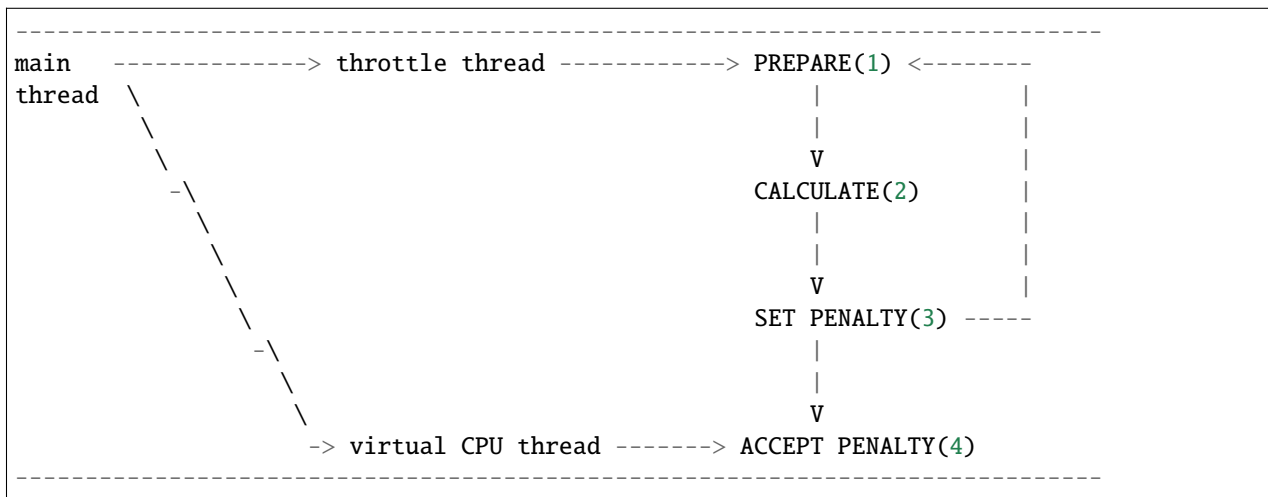 ------------------------------------------------------------------------------
main   --------------> throttle thread ------------> PREPARE(1) <--------
thread  \                                                |              |
         \                                               |              |
          \                                              V              |
           -\                                        CALCULATE(2)       |
             \                                           |              |
              \                                          |              |
               \                                         V              |
                \                                    SET PENALTY(3) -----
                 -\                                      |
                   \                                     |
                    \                                    V
                     -> virtual CPU thread -------> ACCEPT PENALTY(4)
------------------------------------------------------------------------------